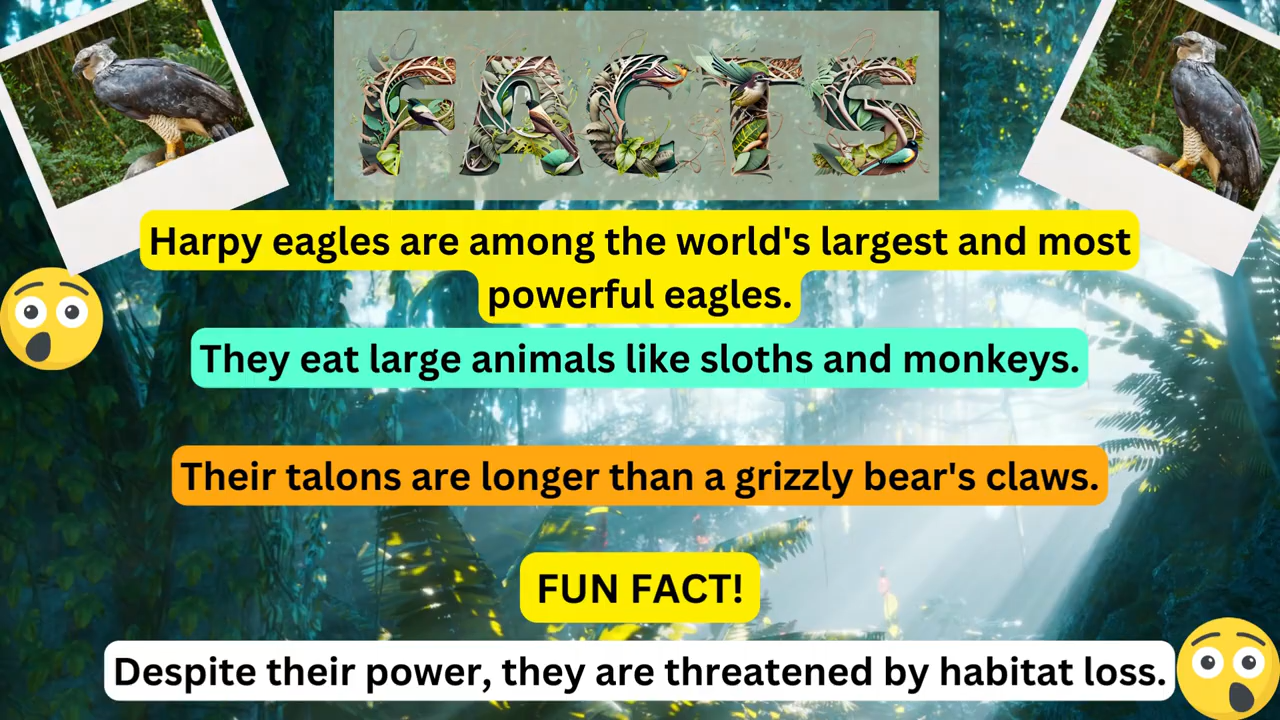 FACTS
Harpy eagles are among the world's largest and most
powerful eagles.
They eat large animals like sloths and monkeys.
Their talons are longer than a grizzly bear's claws.
FUN FACT!
Despite their power, they are threatened by habitat loss.